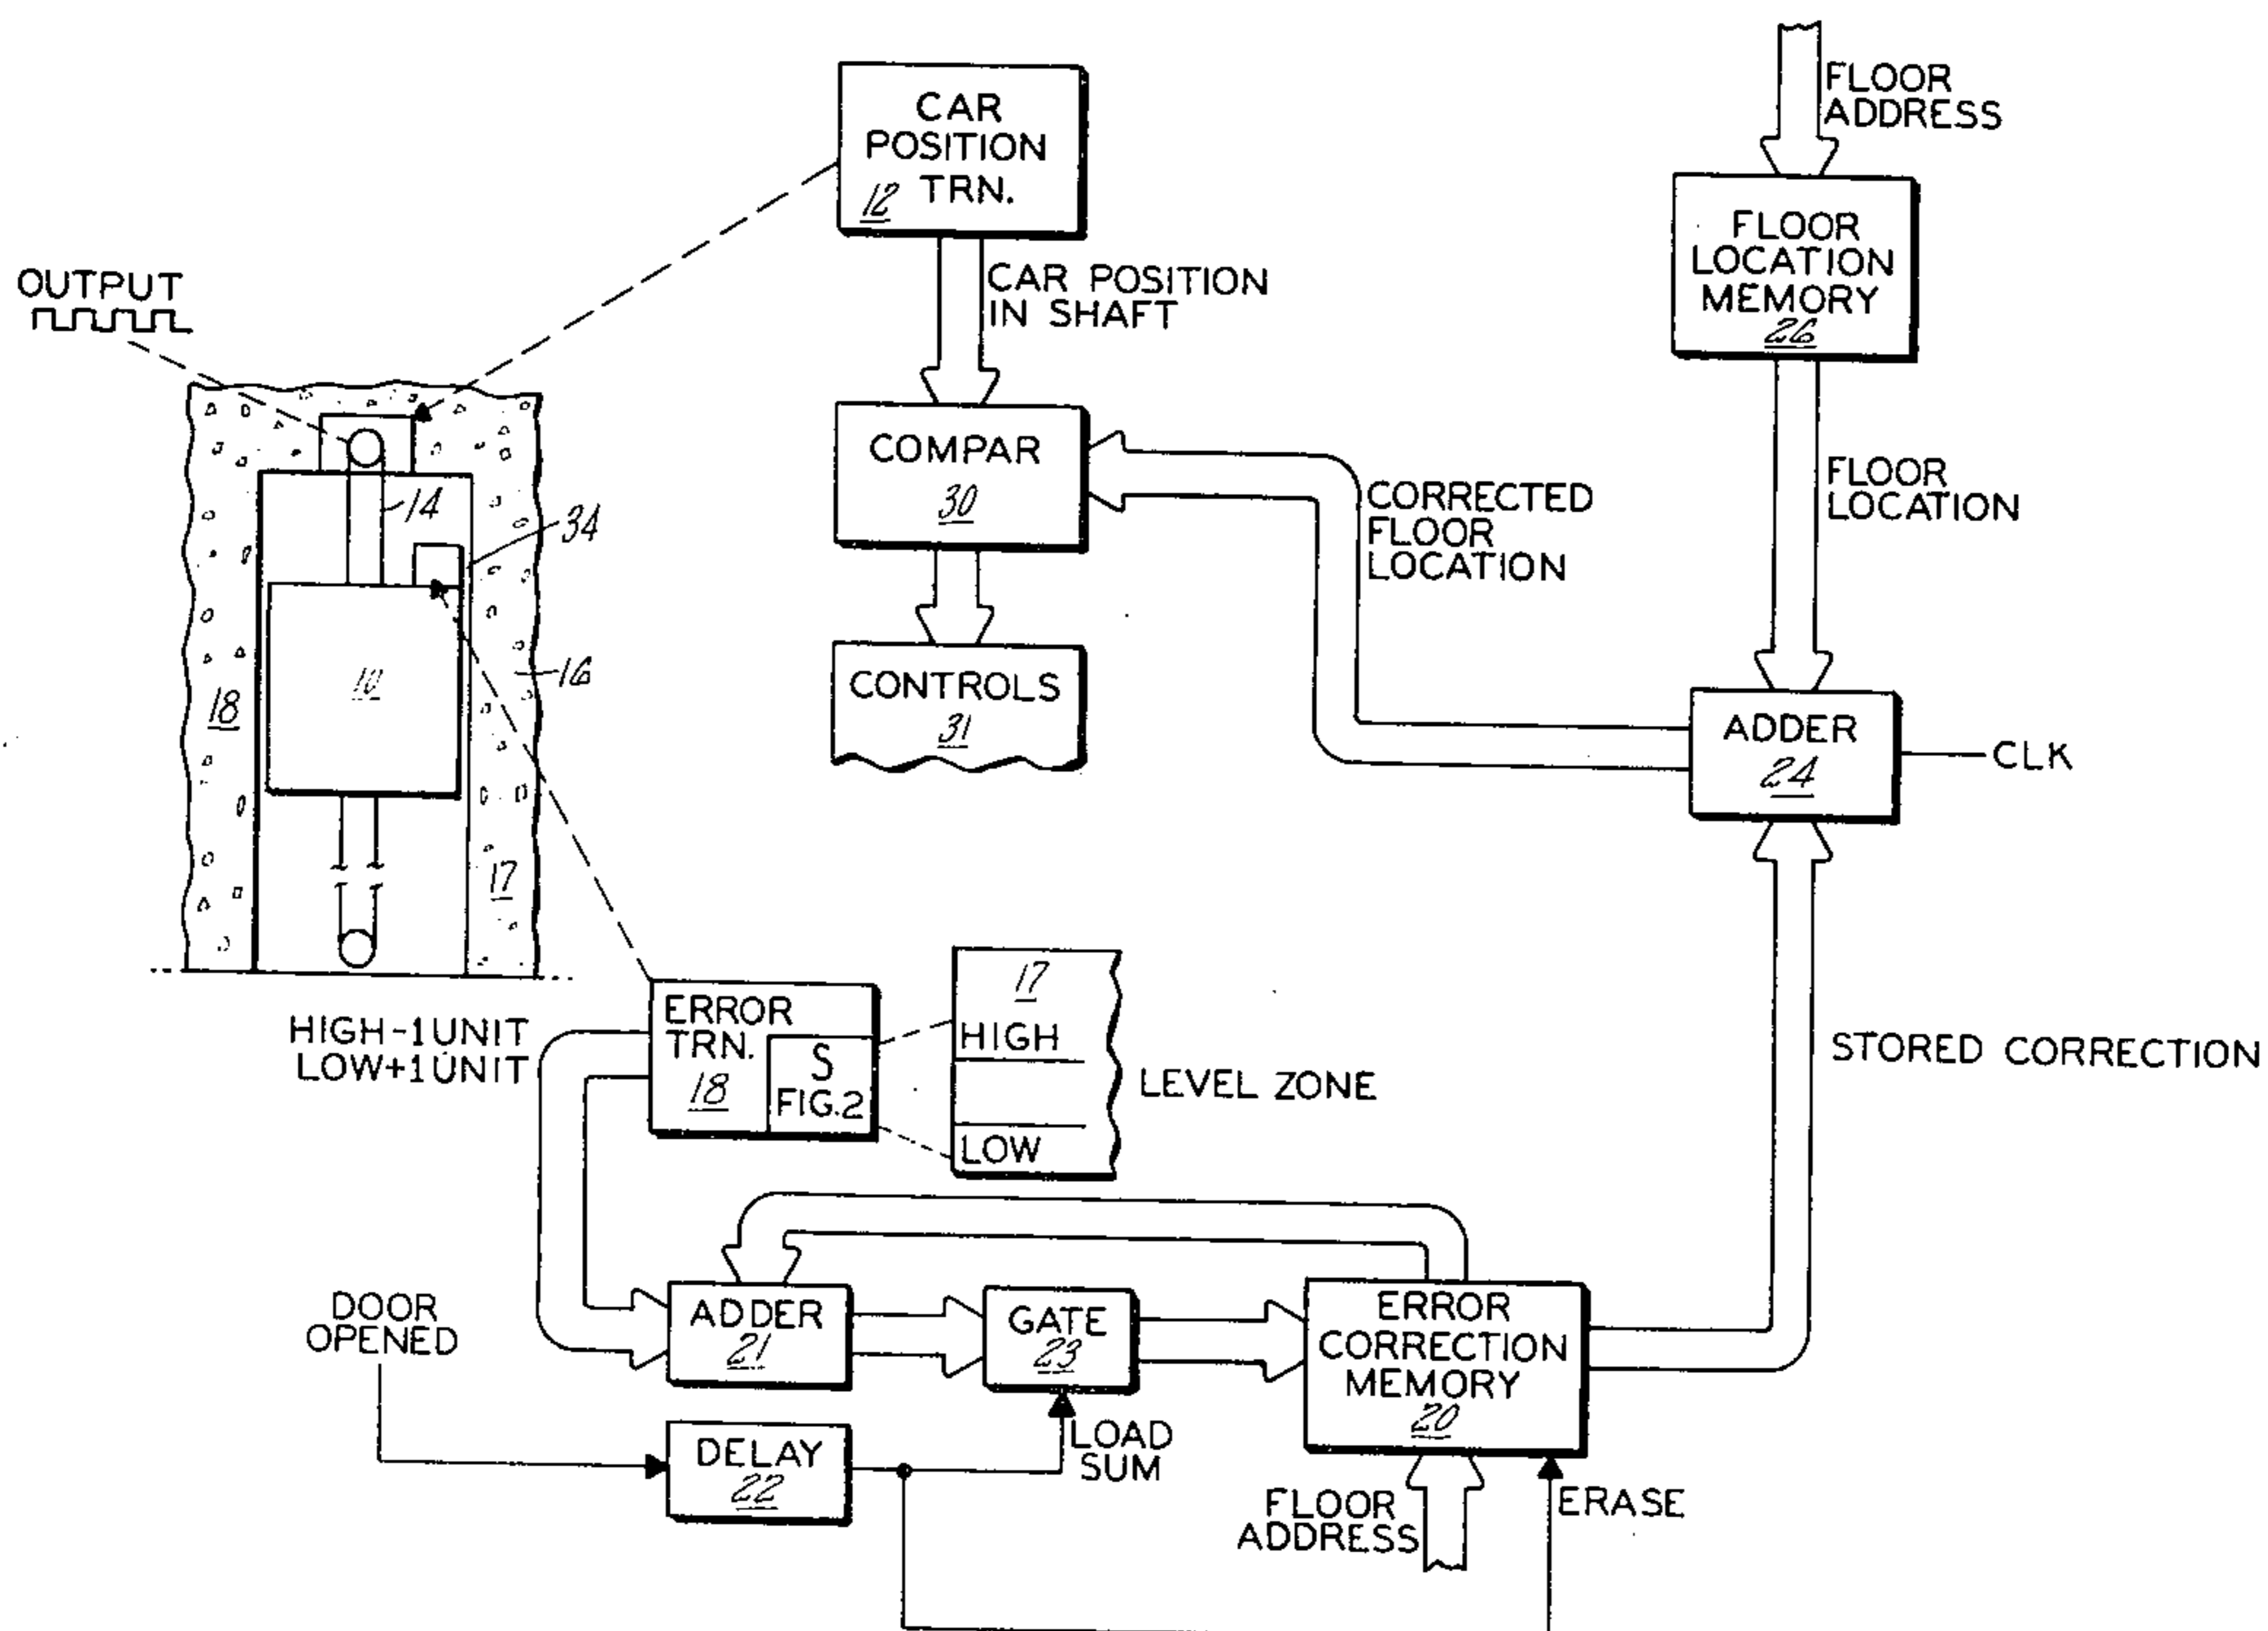 CAR
POSITION
12 TRN.
FLOOR
ADDRESS
FLOOR
LOCATION
MEMORY
26
OUTPUT
CAR POSITION
IN SHAFT
COMPAR
30
CORRECTED
FLOOR
LOCATION
FLOOR
LOCATION
14
34
10
16
18
17
CONTROLS
31
ADDER
24
CLK
HIGH-1UNIT
LOW+1UNIT
ERROR
TRN.
18
S
FIG.2
17
HIGH
LOW
LEVEL ZONE
STORED CORRECTION
DOOR
OPENED
ADDER
21
GATE
23
ERROR
CORRECTION
MEMORY
20
DELAY
22
LOAD
SUM
FLOOR
ADDRESS
ERASE